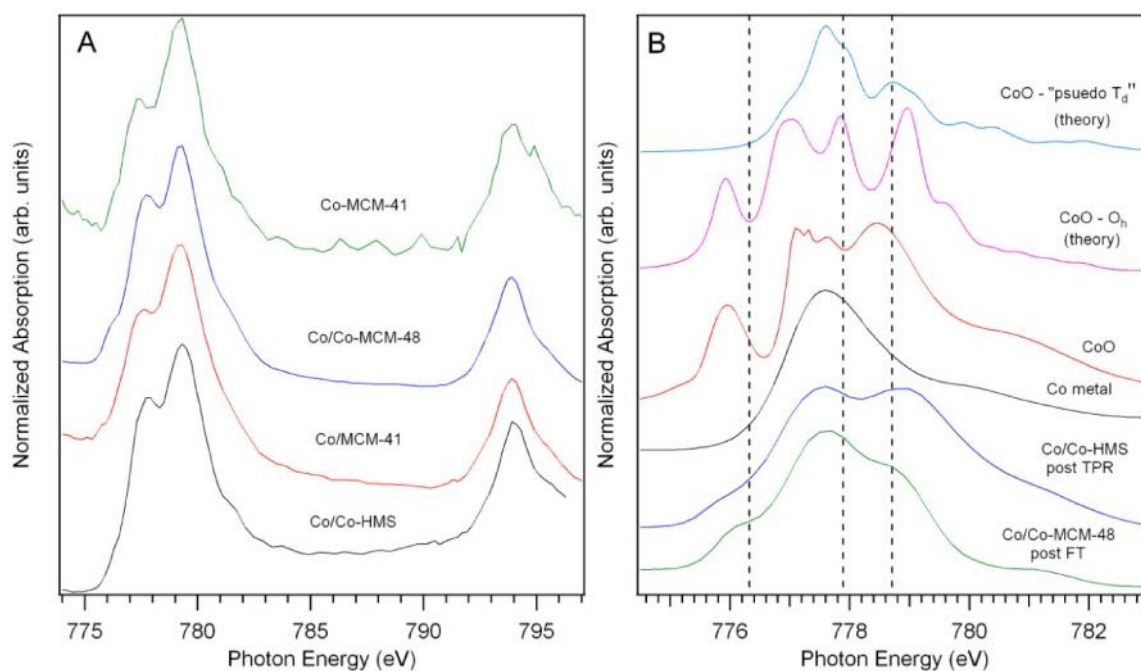 A
Normalized Absorption (arb. units)
Co-MCM-41
Co/Co-MCM-48
Co/MCM-41
Co/Co-HMS
775 780 785 790 795
Photon Energy (eV)
B
Normalized Absorption (arb. units)
CoO - "psuedo Td"
(theory)
CoO - Oh
(theory)
CoO
Co metal
Co/Co-HMS
post TPR
Co/Co-MCM-48
post FT
776 778 780 782
Photon Energy (eV)